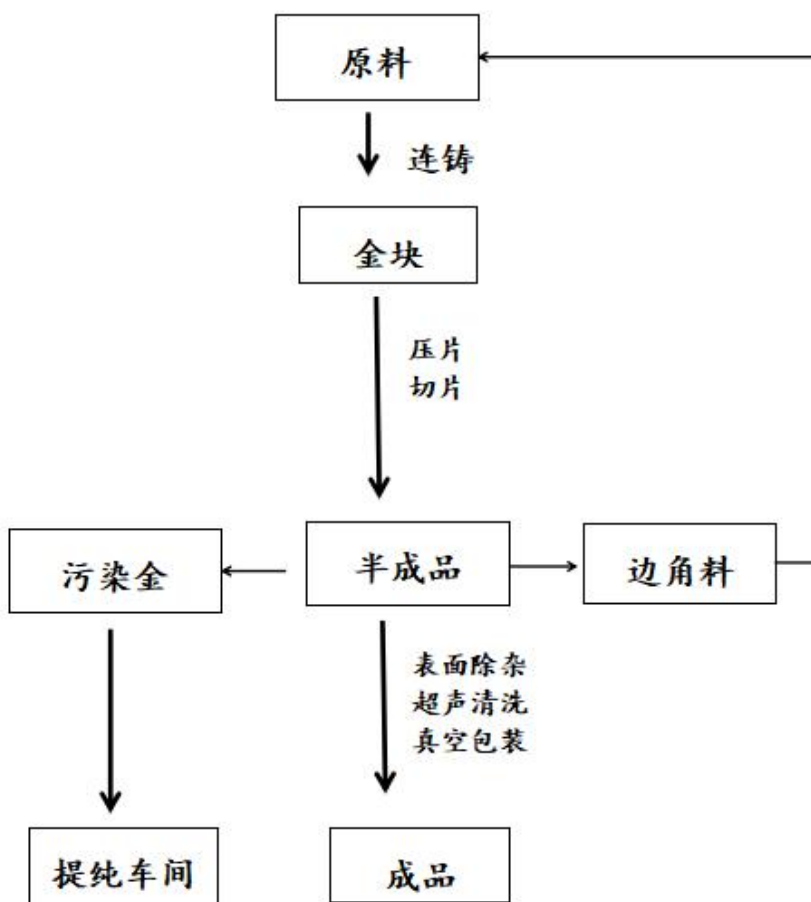 原料
连铸
金块
压片
切片
污染金
半成品
边角料
表面除杂
超声清洗
真空包装
提纯车间
成品